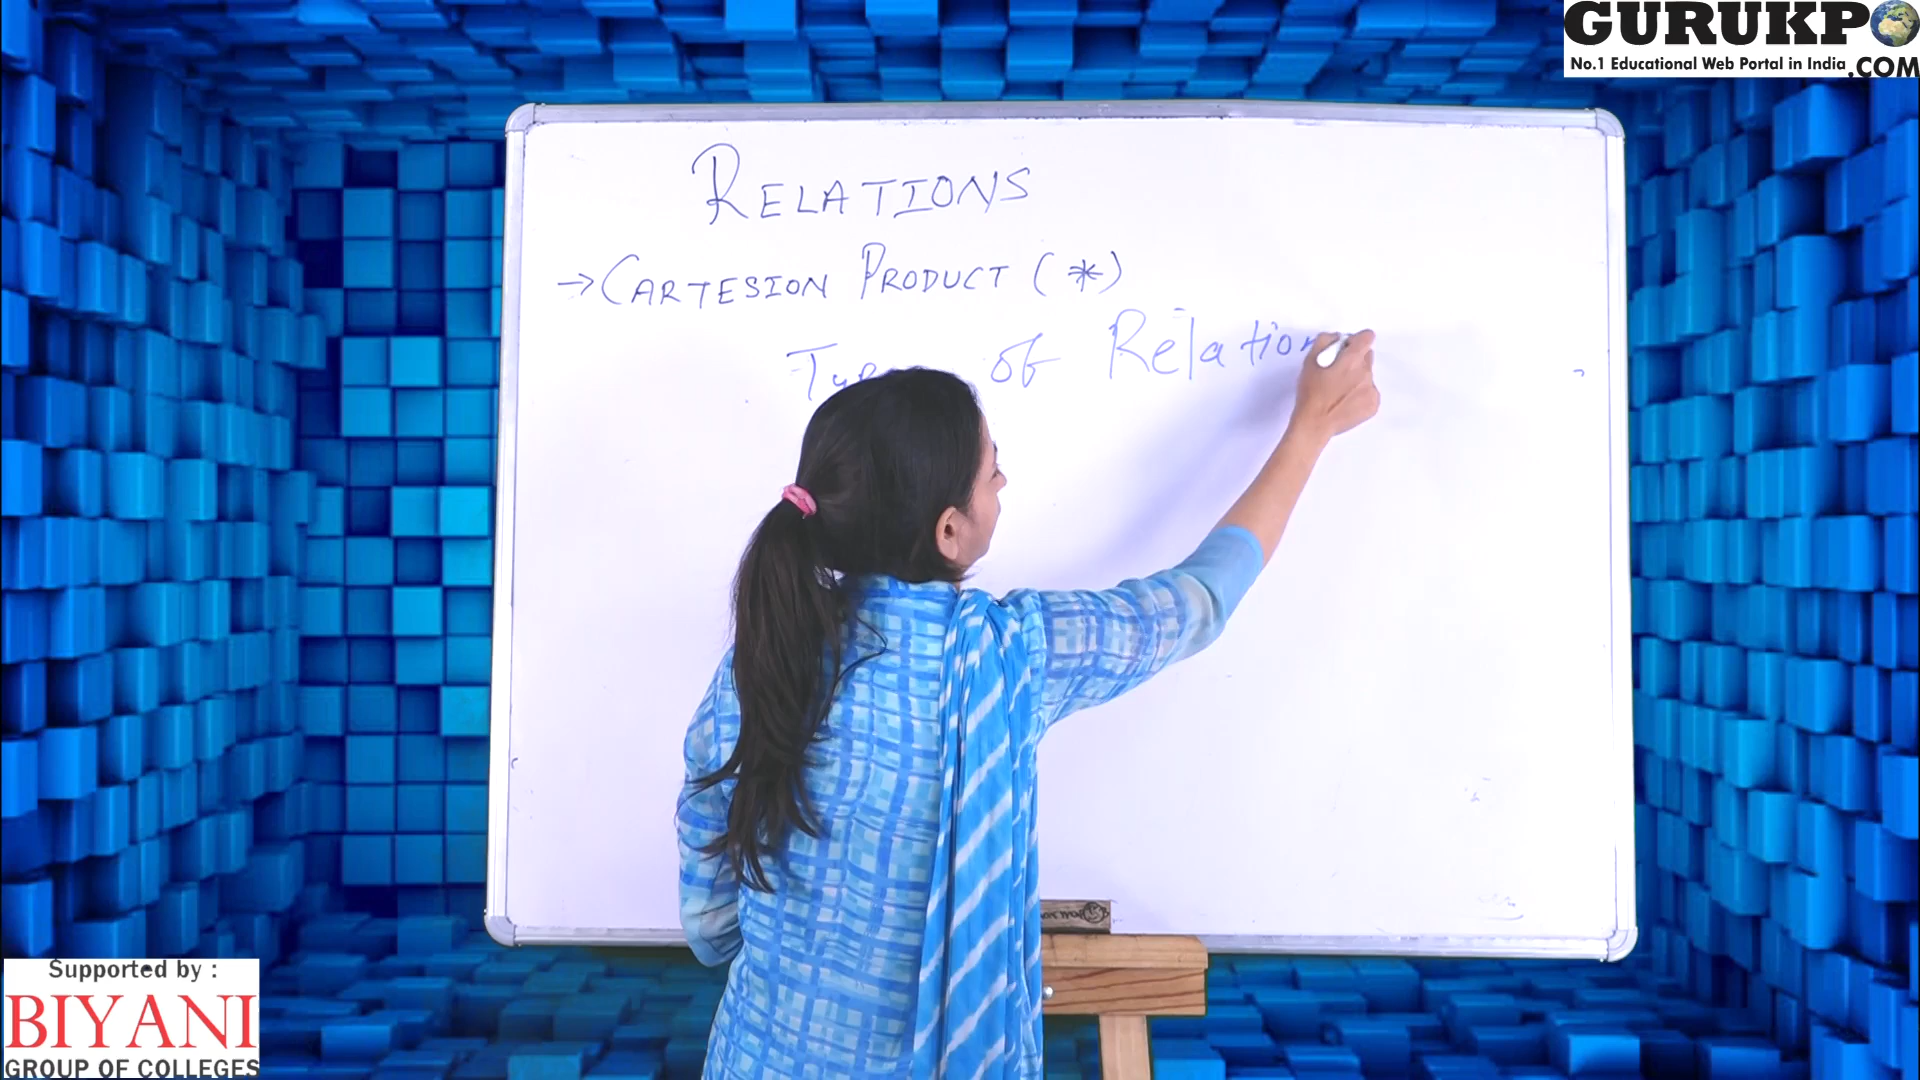 GURUKPO
No.1 Educational Web Portal in India .COM
RELATIONS
→ CARTESION PRODUCT (*)
of Relation
Supported by :
BIYANI
GROUP OF COLLEGES